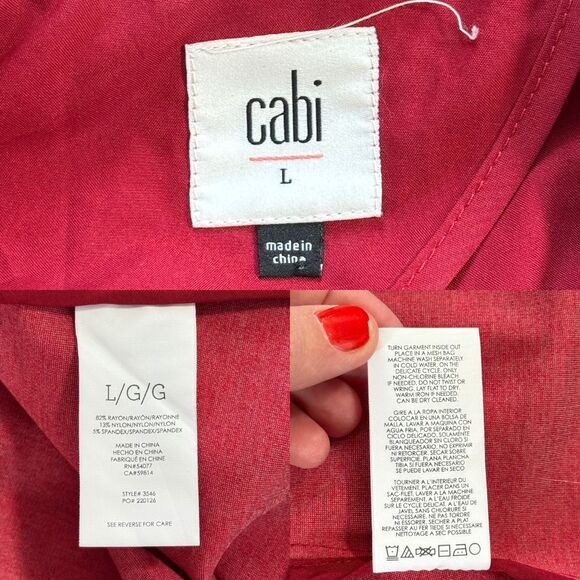 cabi
L
made in
china
L/G/G
82% RAYON/RAYÓN/RAYONNE
13% NYLON/NYLON/NYLON
5% SPANDEX/SPANDEX/SPANDEX
MADE IN CHINA
HECHO EN CHINA
FABRIQUÉ EN CHINE
RN#54077
CA#59814
STYLE# 3546
PO# 220126
SEE REVERSE FOR CARE
TURN GARMENT INSIDE OUT
PLACE IN A MESH BAG
MACHINE WASH SEPARATELY
IN COLD WATER, ON THE
DELICATE CYCLE. ONLY
NON-CHLORINE BLEACH
IF NEEDED. DO NOT TWIST OR
WRING. LAY FLAT TO DRY.
WARM IRON IF NEEDED.
CAN BE DRY CLEANED.
GIRE A LA ROPA INTERIOR
COLOCAR EN UNA BOLSA DE
MALLA. LAVAR A MAQUINA CON
AGUA FRIA, POR SEPARADO EN
CICLO DELICADO. SOLAMENTE
BLANQUEADOR SIN CLORO SI
FUERA NECESARIO. NO EXPRIMIR
NI RETORCER. SECAR SOBRE
SUPERFICIE. PLANA PLANCHA
TIBIA SI FUERA NECESARIO
SE PUEDE LAVAR EN SECO
TOURNER A L'INTERIEUR DU
VETEMENT. PLACER DANS UN
SAC-FILET. LAVER A LA MACHINE
SEPAREMENT, A L'EAU FROIDE
SUR LE CYCLE DELICAT. A L'EAU DE
JAVEL SANS CHLORURE SI
NECESSAIRE. NE PAS TORDRE
NI ESSORER. SECHER A PLAT
REPASSER AU FER TIEDE SI NECESSAIRE
NETTOYAGE A SEC POSSIBLE